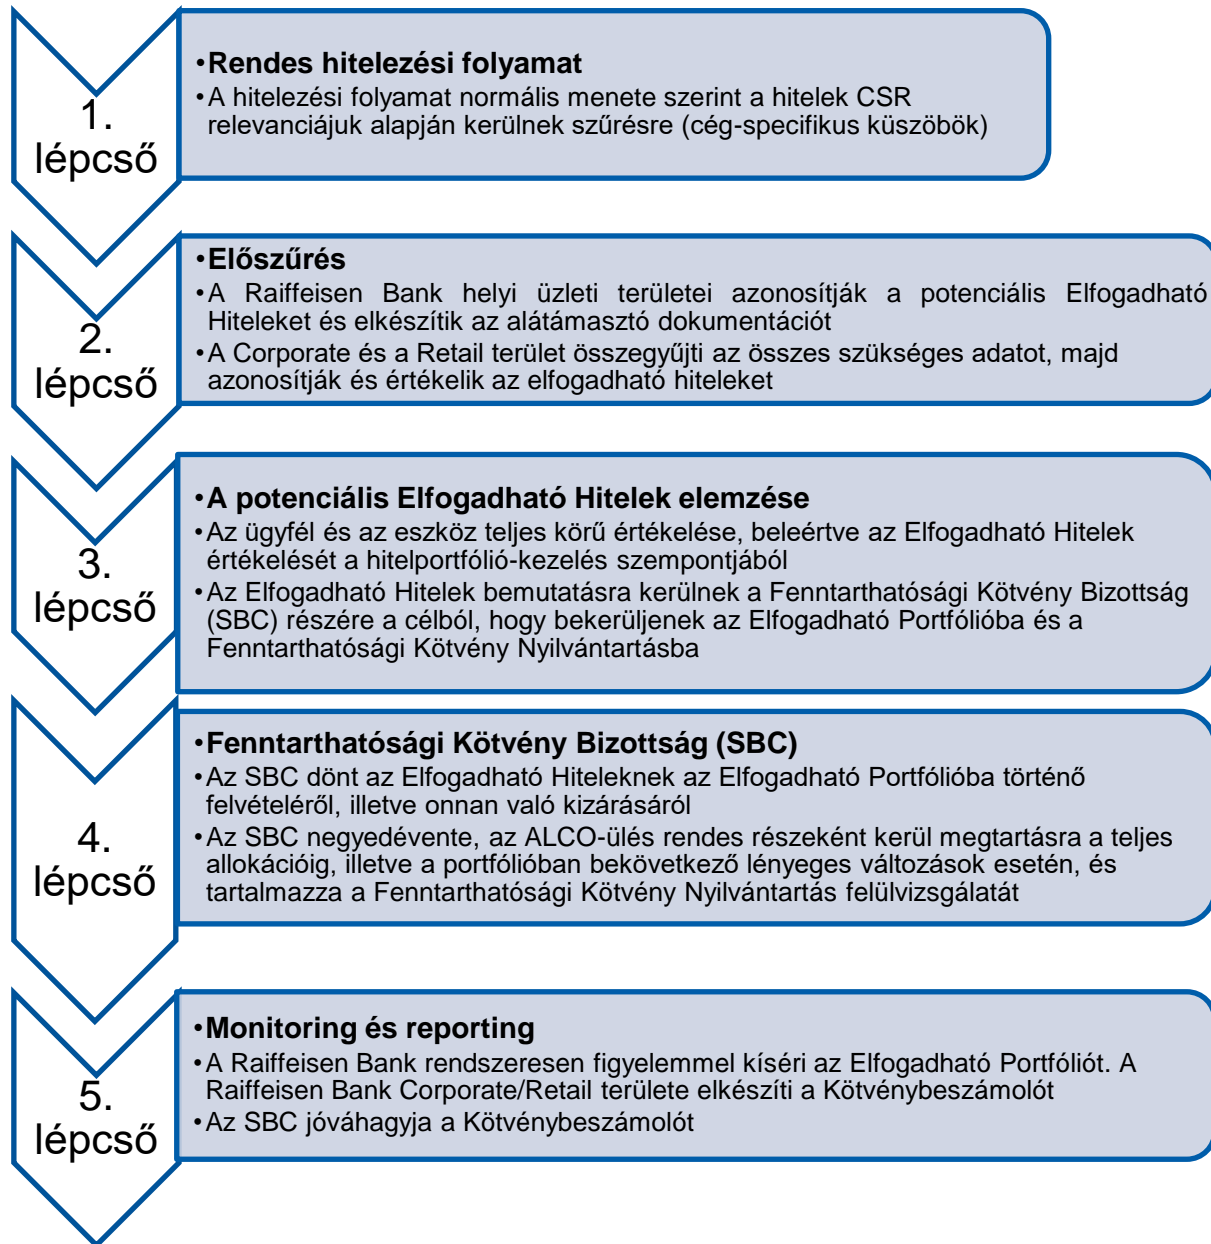 1.
lépcső
•Rendes hitelezési folyamat
•A hitelezési folyamat normális menete szerint a hitelek CSR
relevanciájuk alapján kerülnek szűrésre (cég-specifikus küszöbök)
2.
lépcső
•Előszűrés
•A Raiffeisen Bank helyi üzleti területei azonosítják a potenciális Elfogadható
Hiteleket és elkészítik az alátámasztó dokumentációt
•A Corporate és a Retail terület összegyűjti az összes szükséges adatot, majd
azonosítják és értékelik az elfogadható hiteleket
3.
lépcső
•A potenciális Elfogadható Hitelek elemzése
•Az ügyfél és az eszköz teljes körű értékelése, beleértve az Elfogadható Hitelek
értékelését a hitelportfólió-kezelés szempontjából
•Az Elfogadható Hitelek bemutatásra kerülnek a Fenntarthatósági Kötvény Bizottság
(SBC) részére a célból, hogy bekerüljenek az Elfogadható Portfólióba és a
Fenntarthatósági Kötvény Nyilvántartásba
4.
lépcső
•Fenntarthatósági Kötvény Bizottság (SBC)
•Az SBC dönt az Elfogadható Hiteleknek az Elfogadható Portfólióba történő
felvételéről, illetve onnan való kizárásáról
•Az SBC negyedévente, az ALCO-ülés rendes részeként kerül megtartásra a teljes
allokációig, illetve a portfólióban bekövetkező lényeges változások esetén, és
tartalmazza a Fenntarthatósági Kötvény Nyilvántartás felülvizsgálatát
5.
lépcső
•Monitoring és reporting
•A Raiffeisen Bank rendszeresen figyelemmel kíséri az Elfogadható Portfóliót. A
Raiffeisen Bank Corporate/Retail területe elkészíti a Kötvénybeszámolót
•Az SBC jóváhagyja a Kötvénybeszámolót